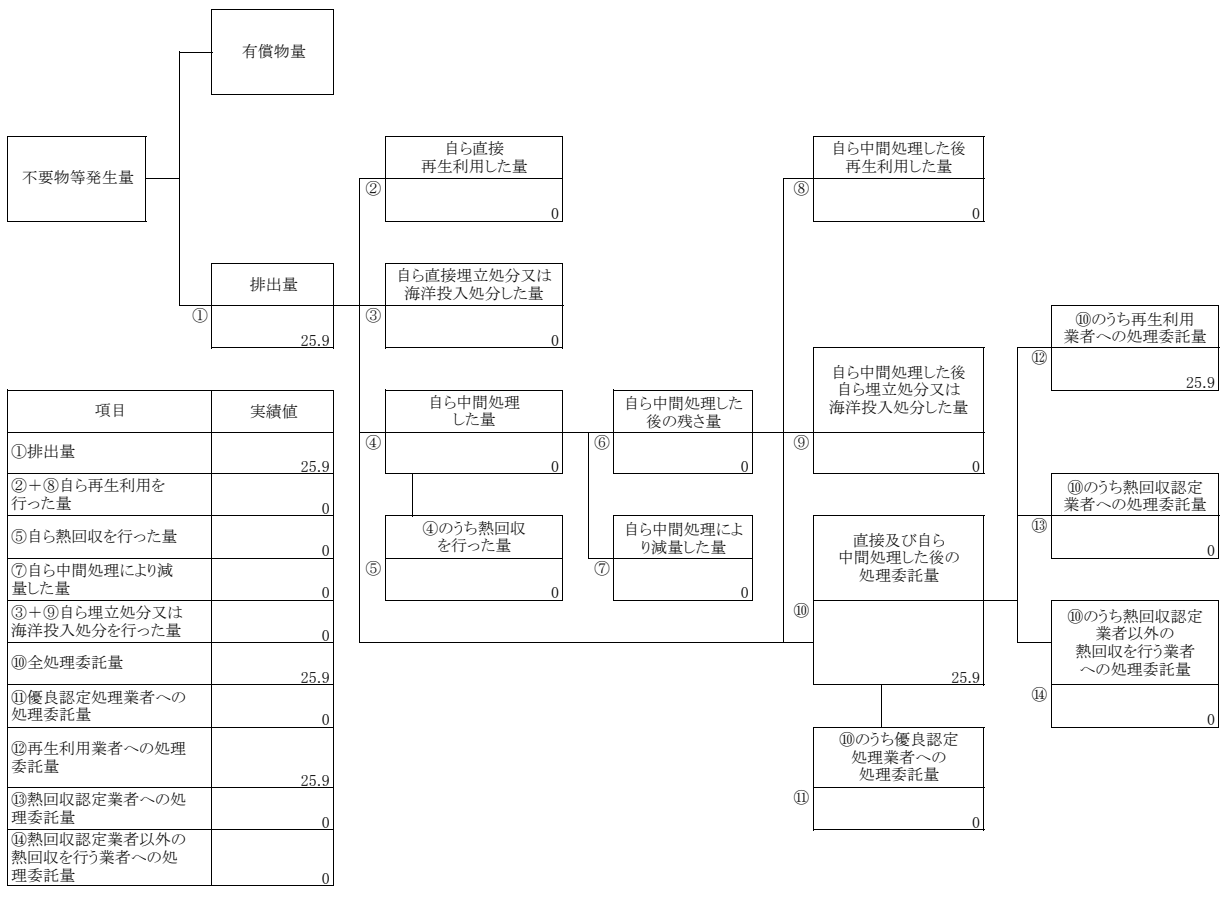 有償物量
不要物等発生量
自ら直接
再生利用した量
②
0
自ら中間処理した後
再生利用した量
⑧
0
排出量
①
25.9
自ら直接埋立処分又は
海洋投入処分した量
③
0
⑩のうち再生利用
業者への処理委託量
⑫
25.9
自ら中間処理
した量
④
0
自ら中間処理した
後の残さ量
⑥
0
自ら中間処理した後
自ら埋立処分又は
海洋投入処分した量
⑨
0
⑩のうち熱回収認定
業者への処理委託量
⑬
0
④のうち熱回収
を行った量
⑤
0
自ら中間処理によ
り減量した量
⑦
0
直接及び自ら
中間処理した後の
処理委託量
⑩
25.9
⑩のうち熱回収認定
業者以外の
熱回収を行う業者
への処理委託量
⑭
0
⑩のうち優良認定
処理業者への
処理委託量
⑪
0
項目 実績値
①排出量
25.9
②+⑧自ら再生利用を
行った量
0
⑤自ら熱回収を行った量
0
⑦自ら中間処理により減
量した量
0
③+⑨自ら埋立処分又は
海洋投入処分を行った量
0
⑩全処理委託量
25.9
⑪優良認定処理業者への
処理委託量
0
⑫再生利用業者への処理
委託量
25.9
⑬熱回収認定業者への処
理委託量
0
⑭熱回収認定業者以外の
熱回収を行う業者への処
理委託量
0